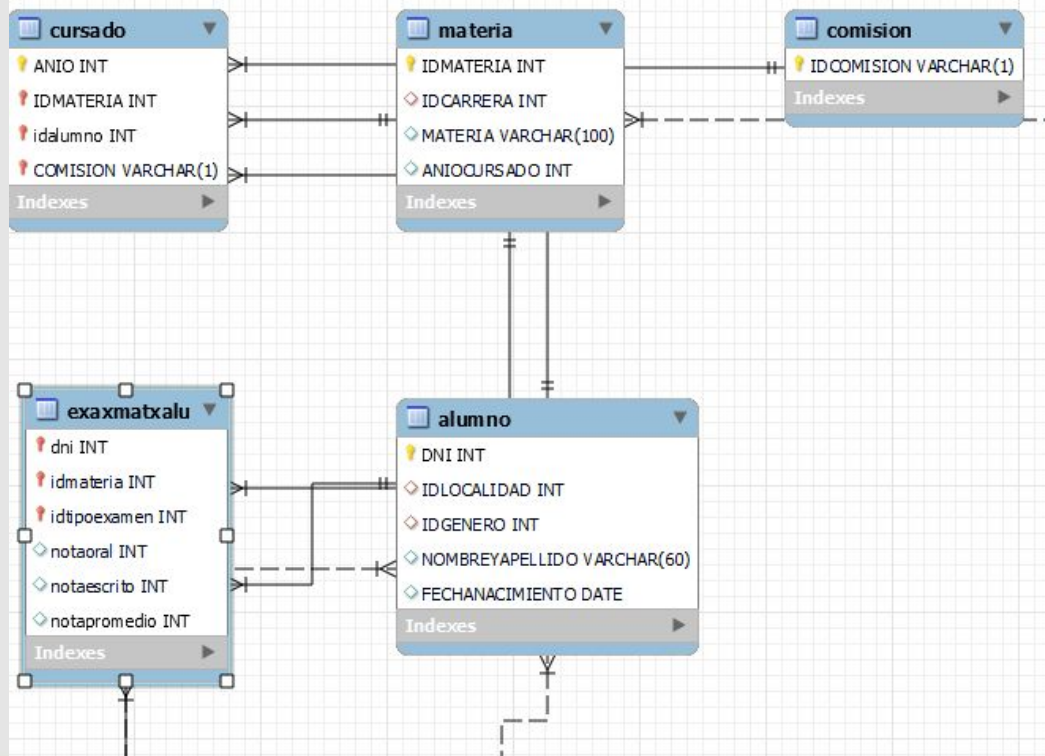 cursado
ANIO INT
IDMATERIA INT
idalumno INT
COMISION VARCHAR(1)
Indexes
materia
IDMATERIA INT
IDCARRERA INT
MATERIA VARCHAR(100)
ANIOCURSADO INT
Indexes
comision
IDCOMISION VARCHAR(1)
Indexes
exaxmatxalu
dni INT
idmateria INT
idtipoexamen INT
notaoral INT
notaescrito INT
notapromedio INT
Indexes
alumno
DNI INT
IDLOCALIDAD INT
IDGENERO INT
NOMBREYAPELLIDO VARCHAR(60)
FECHANACIMIENTO DATE
Indexes